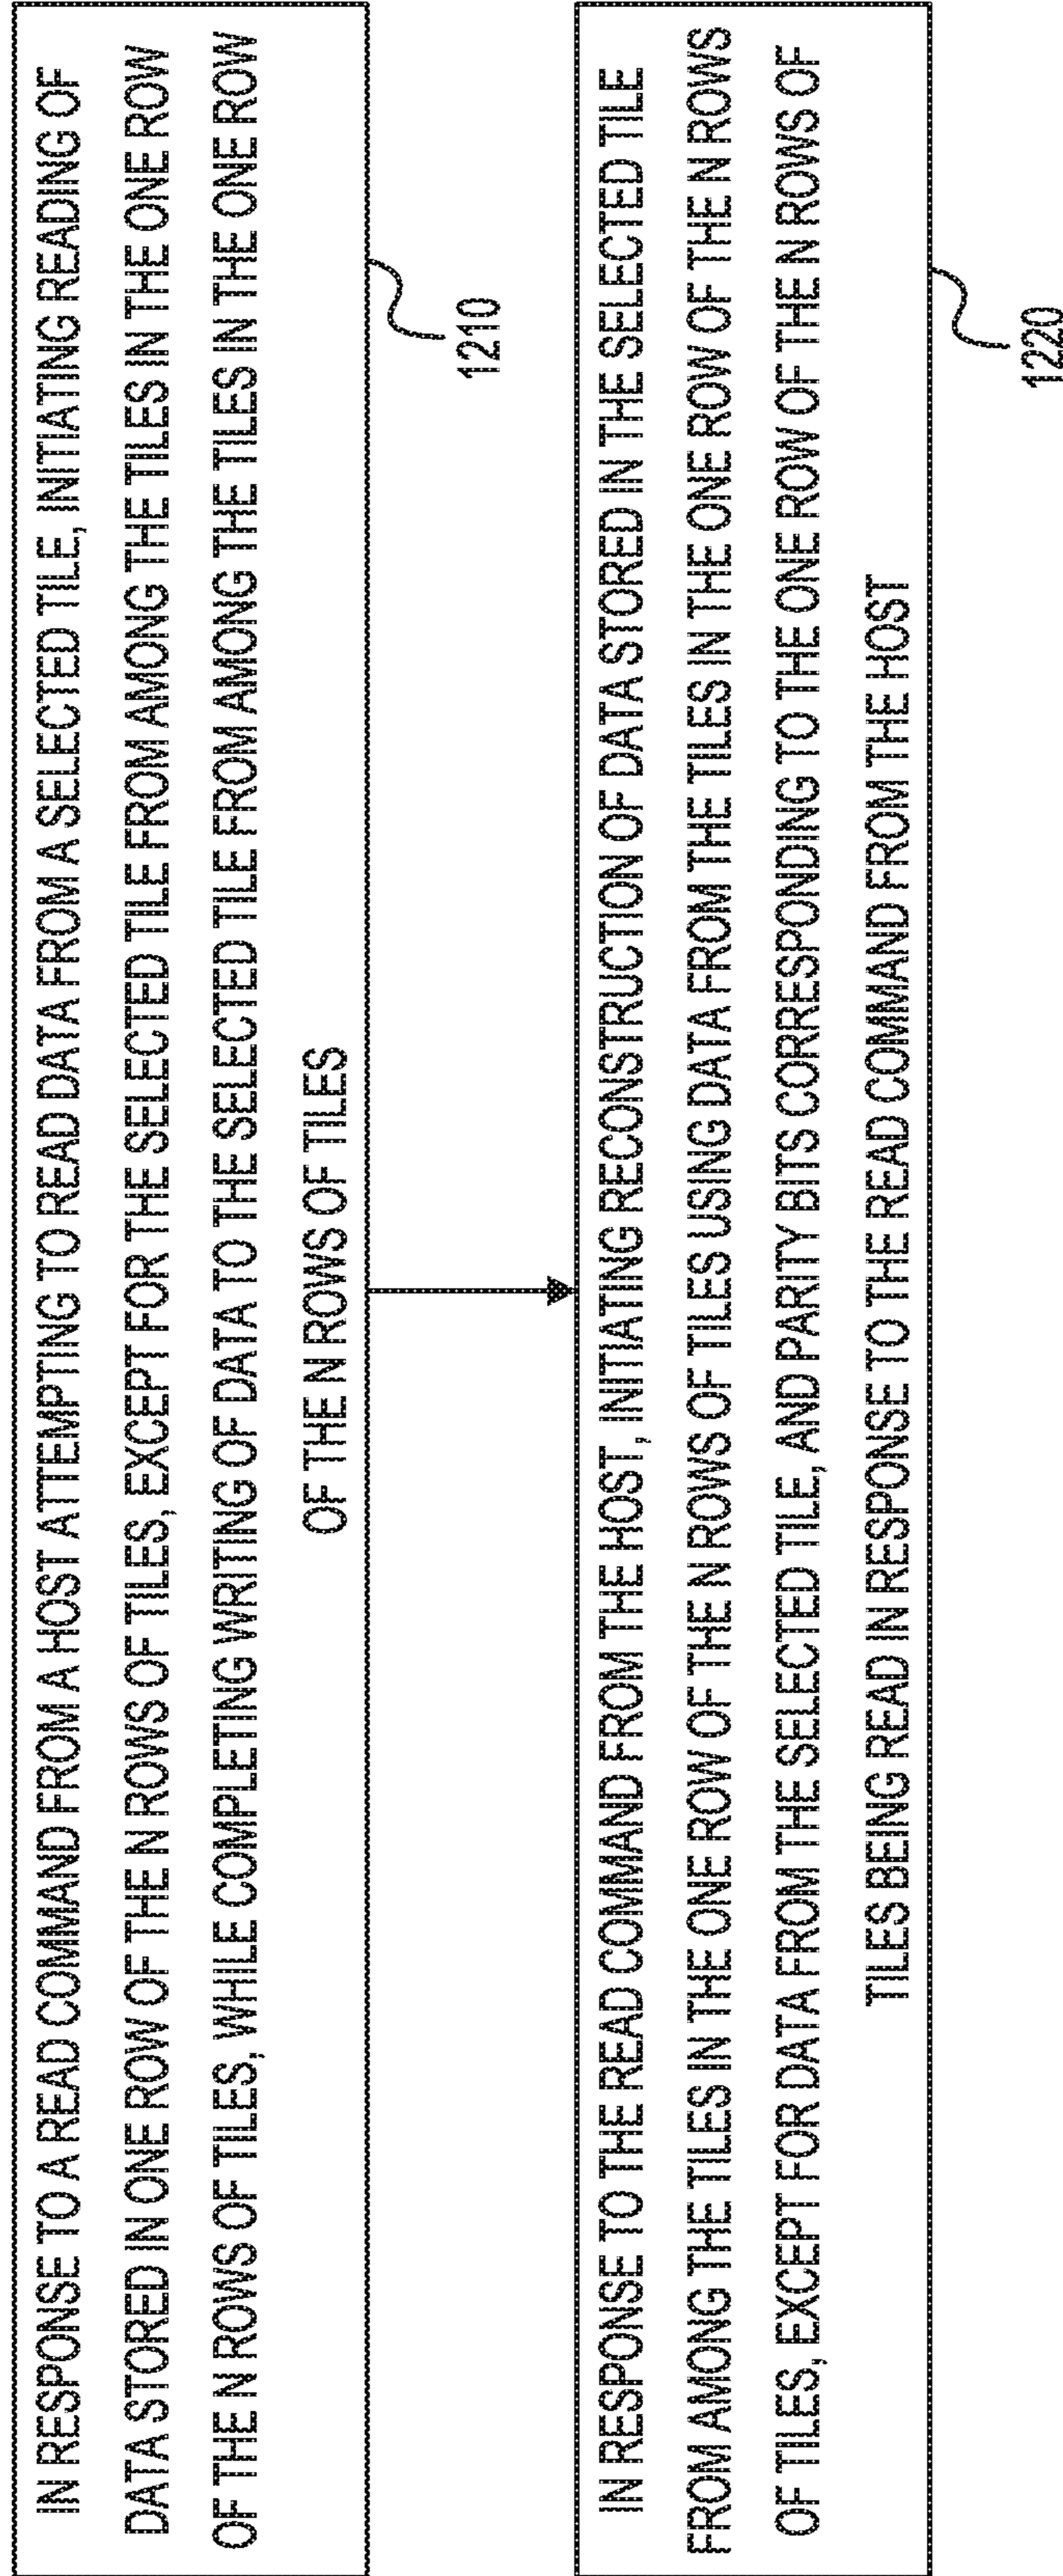 IN RESPONSE TO A READ COMMAND FROM A HOST ATTEMPTING TO READ DATA FROM A SELECTED TILE, INITIATING READING OF
DATA STORED IN ONE ROW OF THE N ROWS OF TILES, EXCEPT FOR THE SELECTED TILE FROM AMONG THE TILES IN THE ONE ROW
OF THE N ROWS OF TILES, WHILE COMPLETING WRITING OF DATA TO THE SELECTED TILE FROM AMONG THE TILES IN THE ONE ROW
OF THE N ROWS OF TILES
1210
IN RESPONSE TO THE READ COMMAND FROM THE HOST, INITIATING RECONSTRUCTION OF DATA STORED IN THE SELECTED TILE
FROM AMONG THE TILES IN THE ONE ROW OF THE N ROWS OF TILES USING DATA FROM THE TILES IN THE ONE ROW OF THE N ROWS
OF TILES, EXCEPT FOR DATA FROM THE SELECTED TILE, AND PARITY BITS CORRESPONDING TO THE ONE ROW OF THE N ROWS OF
TILES BEING READ IN RESPONSE TO THE READ COMMAND FROM THE HOST
1220